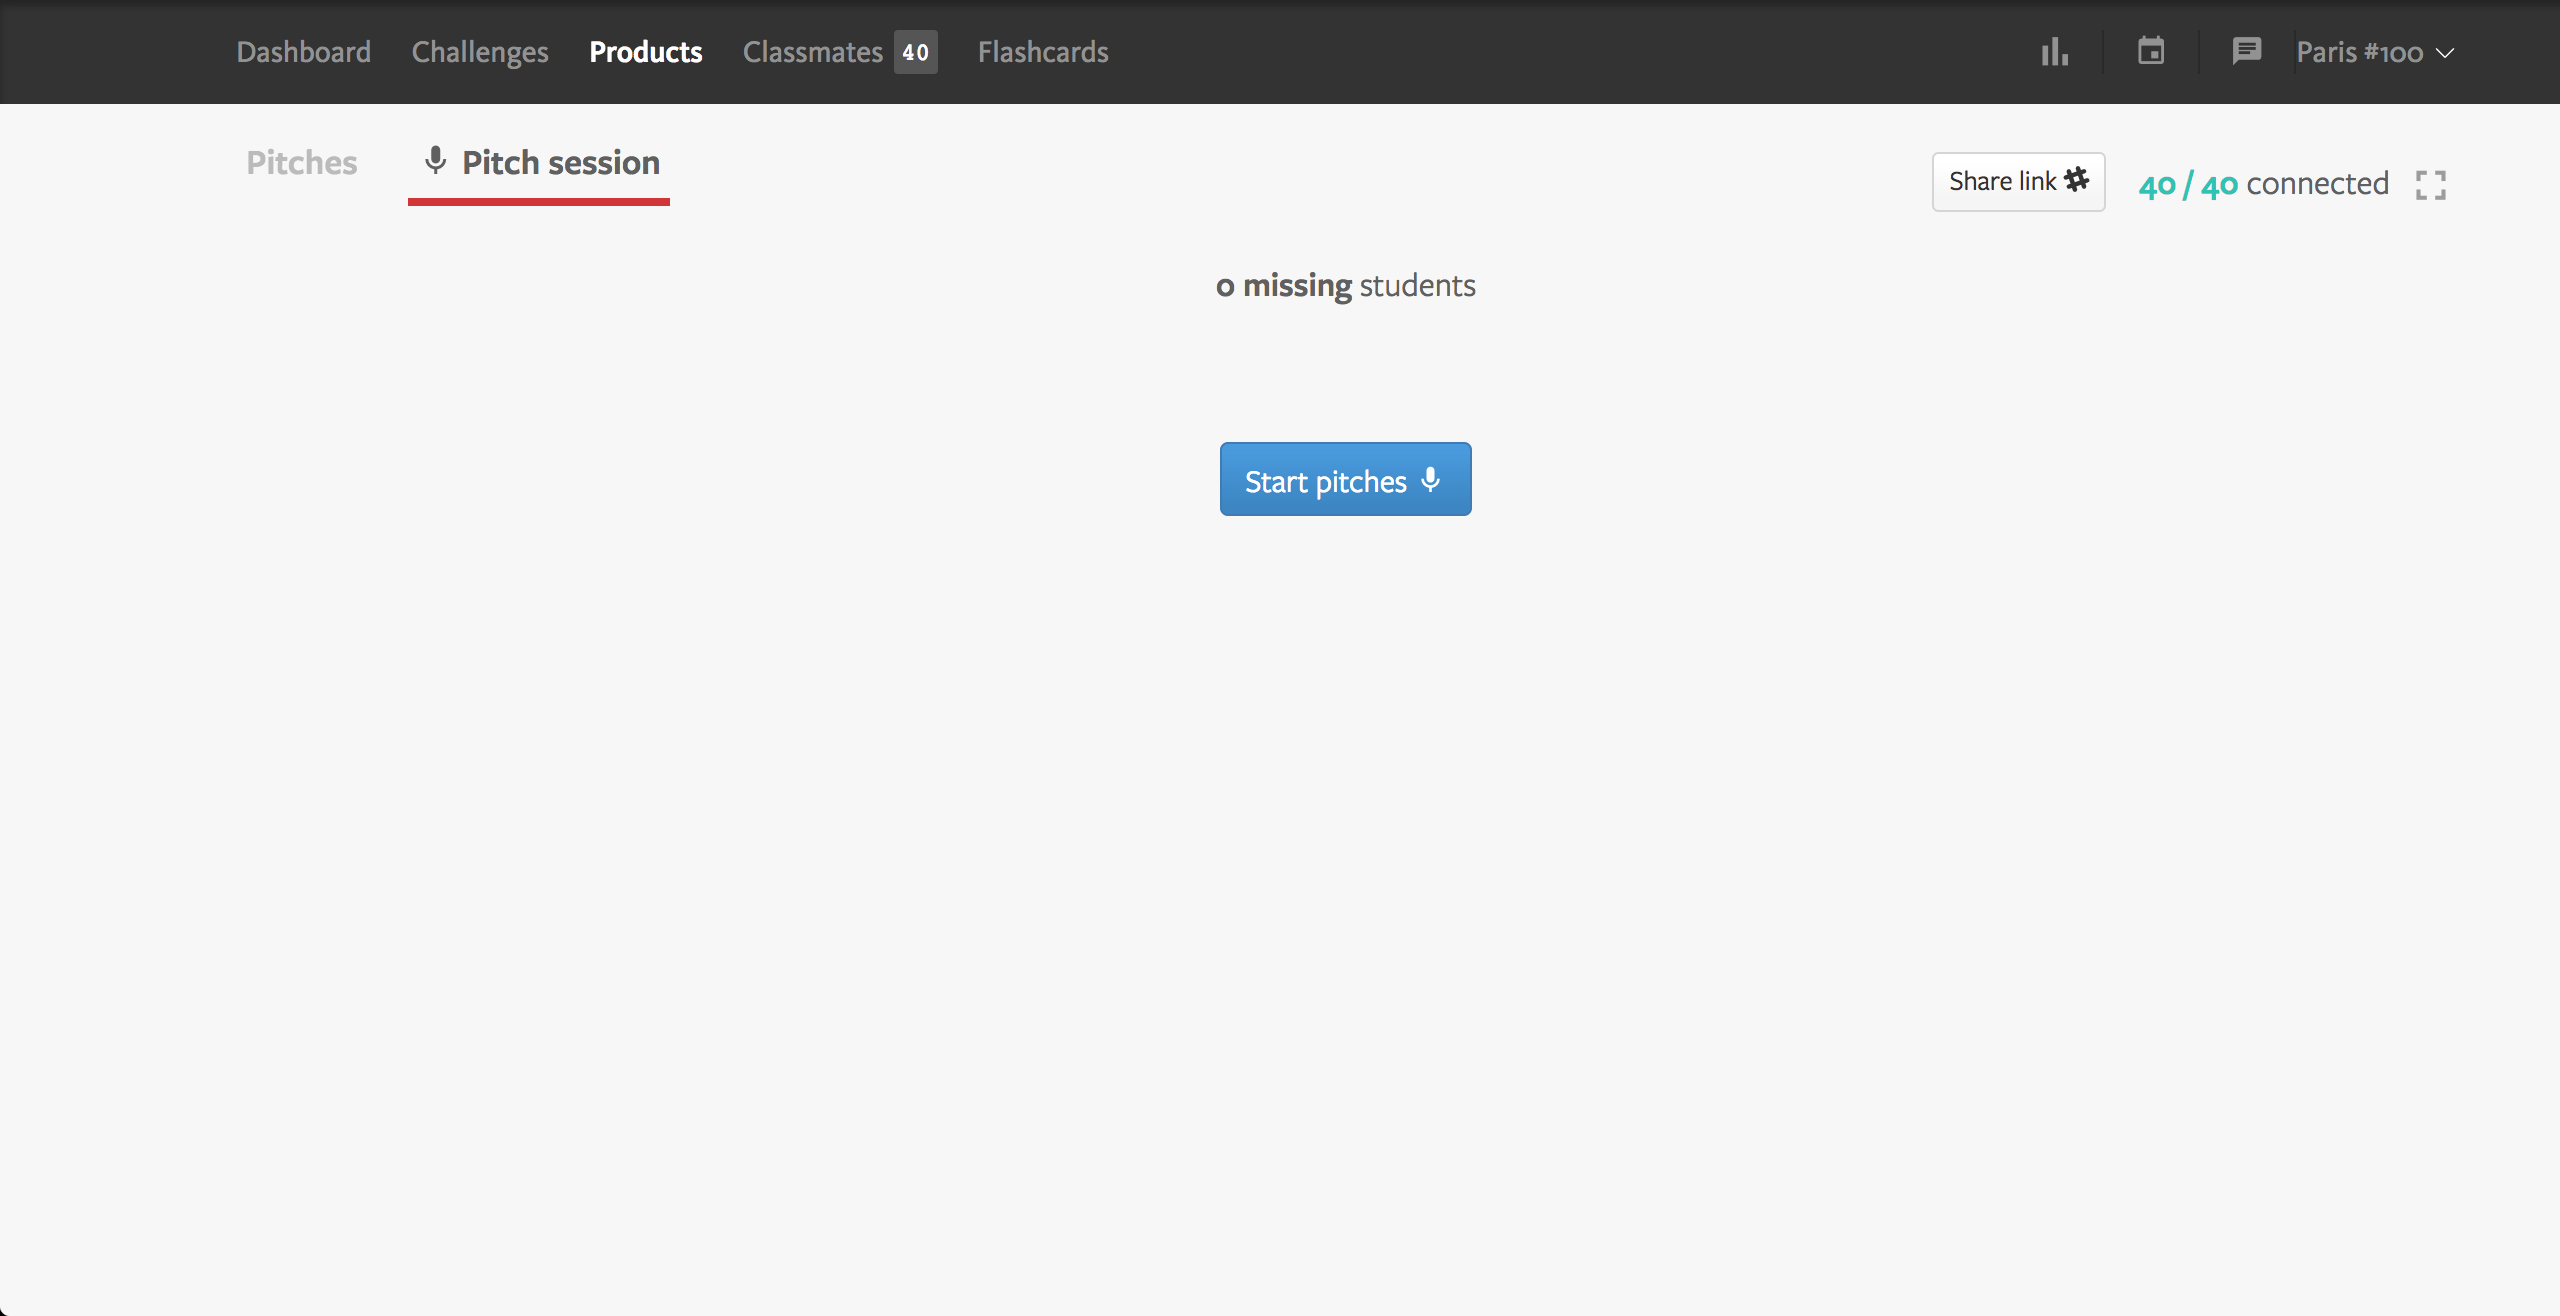 Dashboard Challenges Products Classmates 40 Flashcards Paris #100
Pitches Pitch session Share link 40 / 40 connected
0 missing students
Start pitches